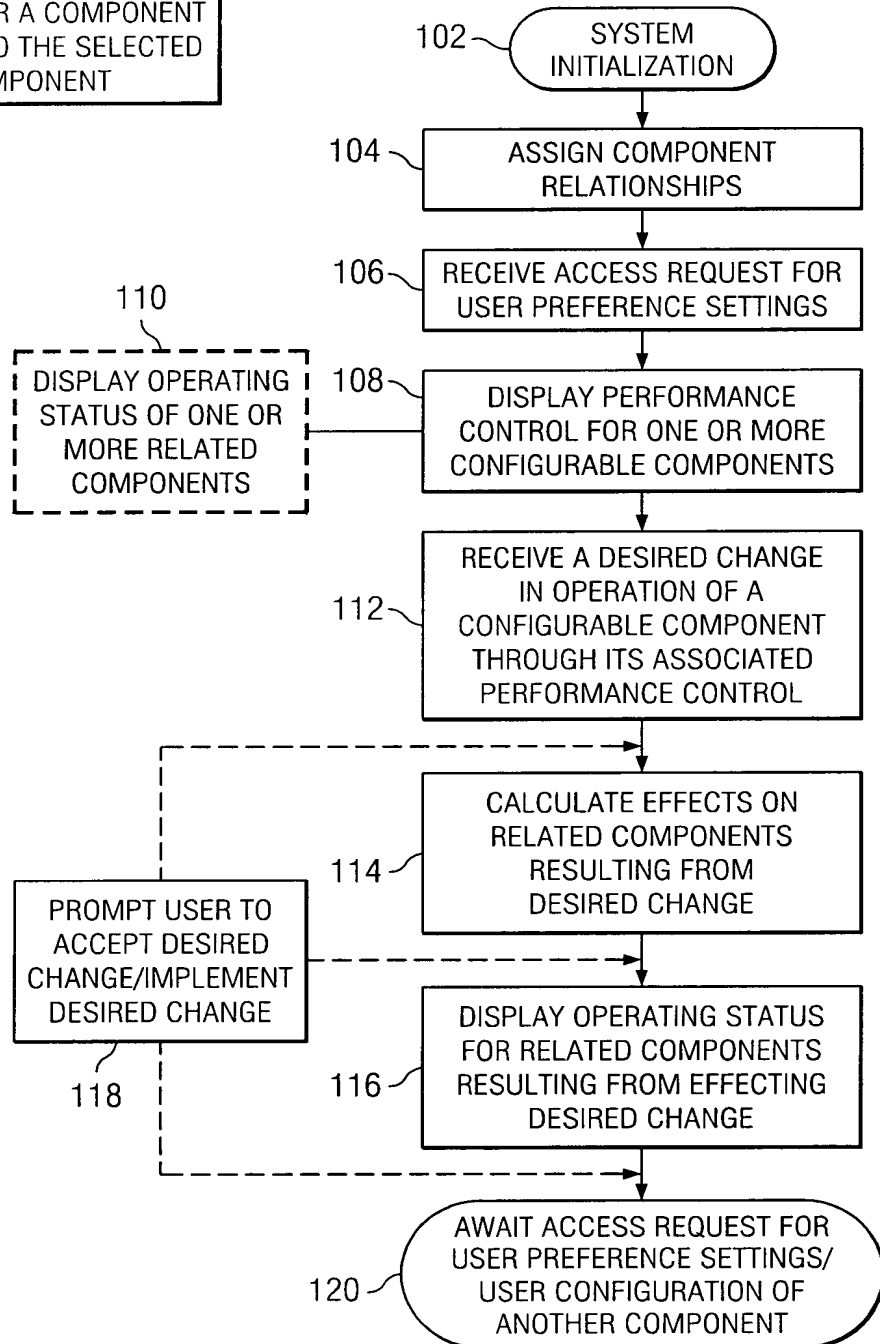 R A COMPONENT
THE SELECTED
MPONENT
102
SYSTEM
INITIALIZATION
104
ASSIGN COMPONENT
RELATIONSHIPS
106
RECEIVE ACCESS REQUEST FOR
USER PREFERENCE SETTINGS
110
DISPLAY OPERATING
STATUS OF ONE OR
MORE RELATED
COMPONENTS
108
DISPLAY PERFORMANCE
CONTROL FOR ONE OR MORE
CONFIGURABLE COMPONENTS
112
RECEIVE A DESIRED CHANGE
IN OPERATION OF A
CONFIGURABLE COMPONENT
THROUGH ITS ASSOCIATED
PERFORMANCE CONTROL
114
CALCULATE EFFECTS ON
RELATED COMPONENTS
RESULTING FROM
DESIRED CHANGE
PROMPT USER TO
ACCEPT DESIRED
CHANGE/IMPLEMENT
DESIRED CHANGE
118
116
DISPLAY OPERATING STATUS
FOR RELATED COMPONENTS
RESULTING FROM EFFECTING
DESIRED CHANGE
120
AWAIT ACCESS REQUEST FOR
USER PREFERENCE SETTINGS/
USER CONFIGURATION OF
ANOTHER COMPONENT